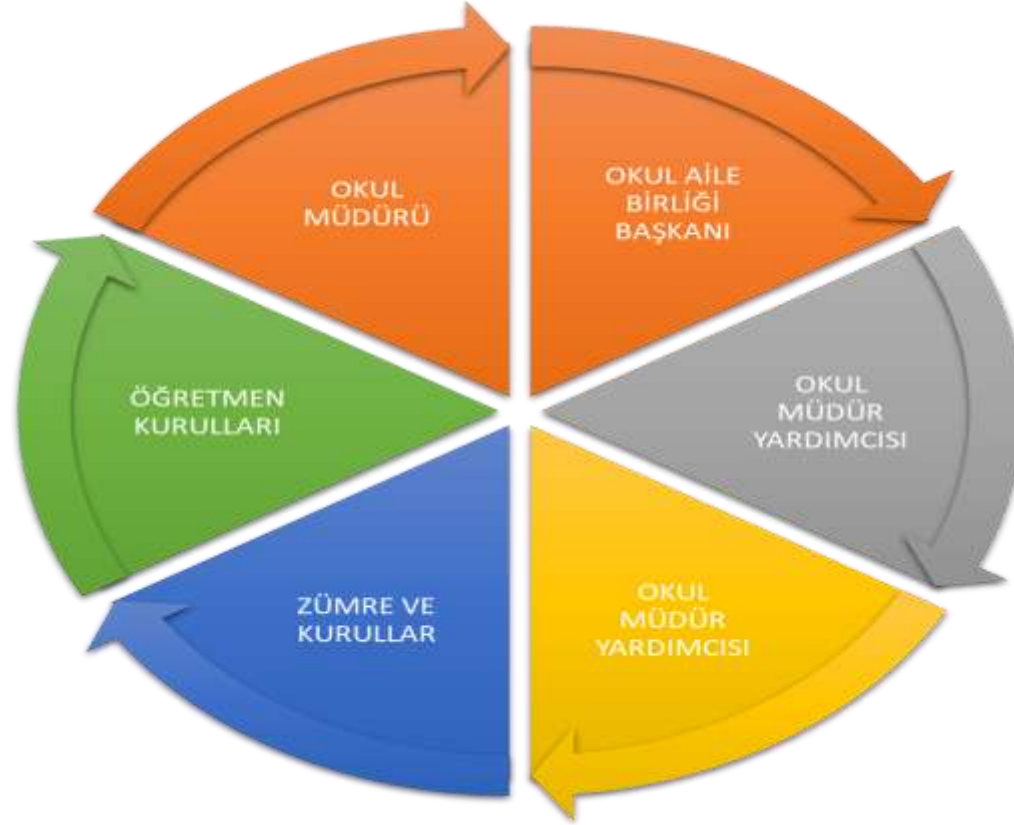 OKUL
MÜDÜRÜ
OKUL AİLE
BİRLİĞİ
BAŞKANI
OKUL
MÜDÜR
YARDIMCISI
OKUL
MÜDÜR
YARDIMCISI
ZÜMRE VE
KURULLAR
ÖĞRETMEN
KURULLARI